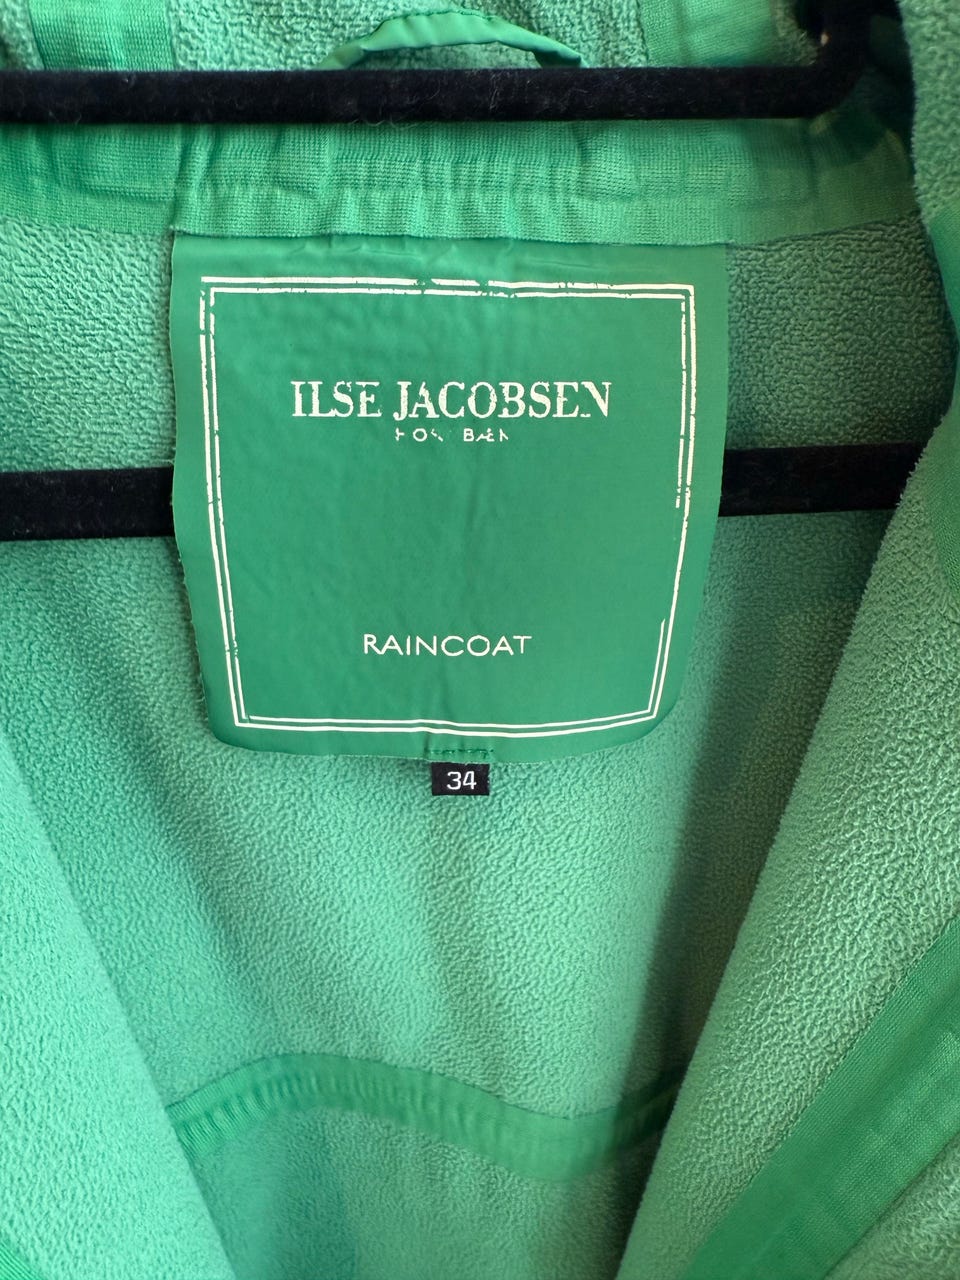 ILSE JACOBSEN
RAINCOAT
34